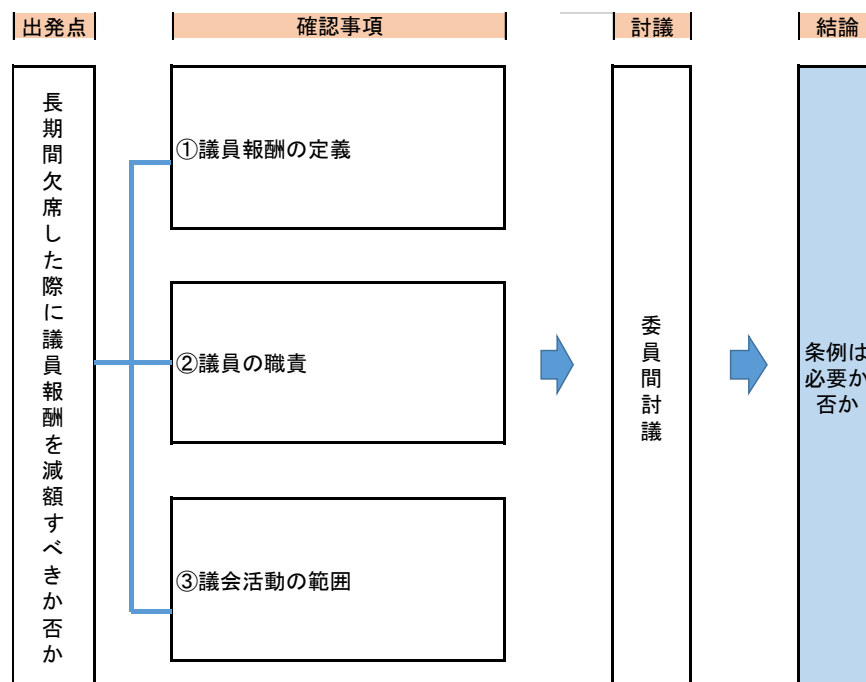 出発点
確認事項
討議
結論
長期間欠席した際に議員報酬を減額すべきか否か
①議員報酬の定義
②議員の職責
③議会活動の範囲
委員間討議
条例は
必要か
否か